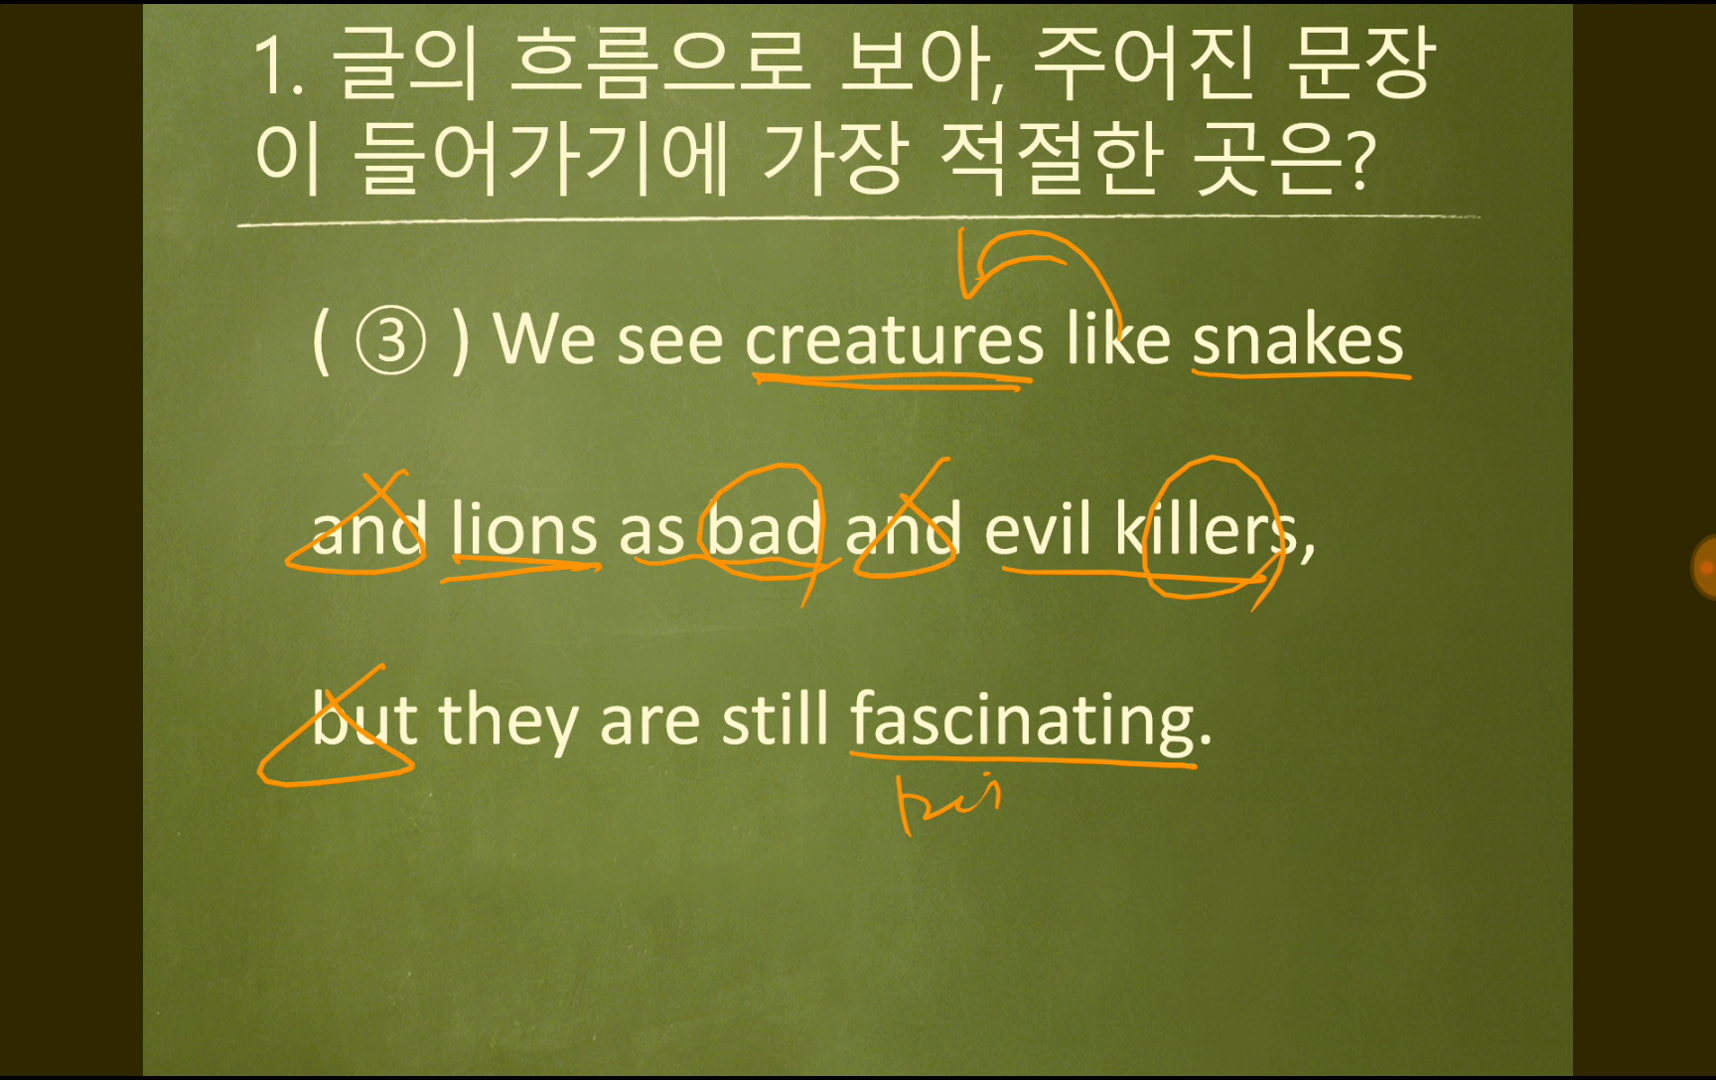 1. 글의 흐름으로 보아, 주어진 문장
이 들어가기에 가장 적절한 곳은?
( ③ ) We see creatures like snakes
and lions as bad and evil killers,
but they are still fascinating.